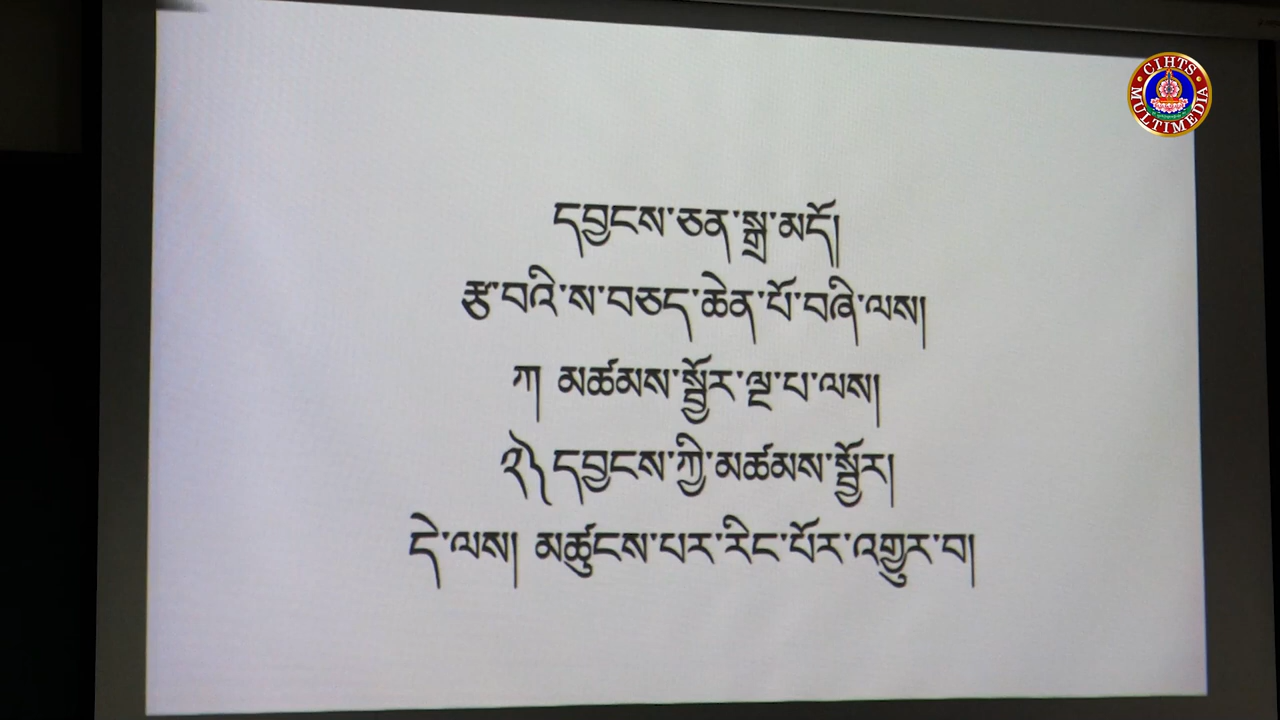 དབྱངས་ཅན་སྒྲ་མདོ།
རྩ་བའི་ས་བཅད་ཆེན་པོ་བཞི་ལས།
ཀ། མཚམས་སྦྱོར་ལྔ་པ་ལས།
༢༽ དབྱངས་ཀྱི་མཚམས་སྦྱོར།
དེ་ལས། མཚུངས་པར་རིང་པོར་འགྱུར་བ།
CIHTS
MULTIMEDIA